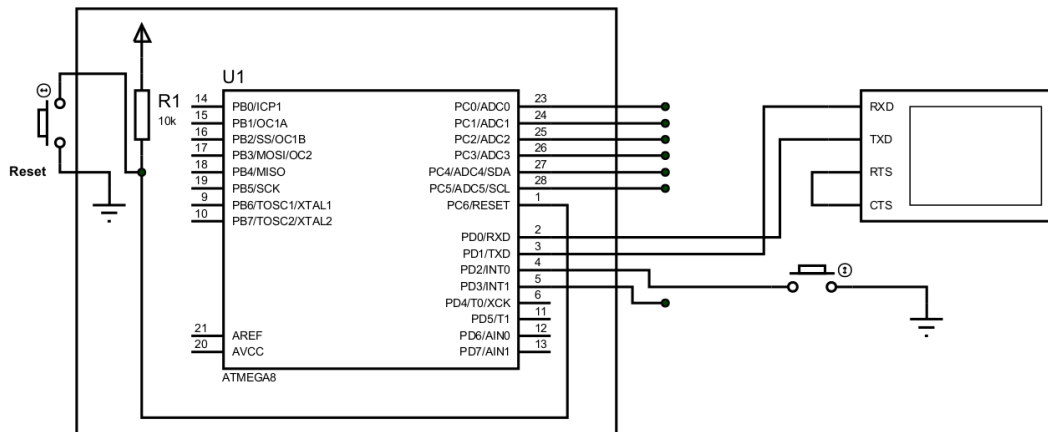 U1
R1
10k
Reset
14 PB0/ICP1
15 PB1/OC1A
16 PB2/SS/OC1B
17 PB3/MOSI/OC2
18 PB4/MISO
19 PB5/SCK
9 PB6/TOSC1/XTAL1
10 PB7/TOSC2/XTAL2
21 AREF
20 AVCC
PC0/ADC0 23
PC1/ADC1 24
PC2/ADC2 25
PC3/ADC3 26
PC4/ADC4/SDA 27
PC5/ADC5/SCL 28
PC6/RESET 1
PD0/RXD 2
PD1/TXD 3
PD2/INT0 4
PD3/INT1 5
PD4/T0/XCK 6
PD5/T1 11
PD6/AIN0 12
PD7/AIN1 13
ATMEGA8
RXD
TXD
RTS
CTS